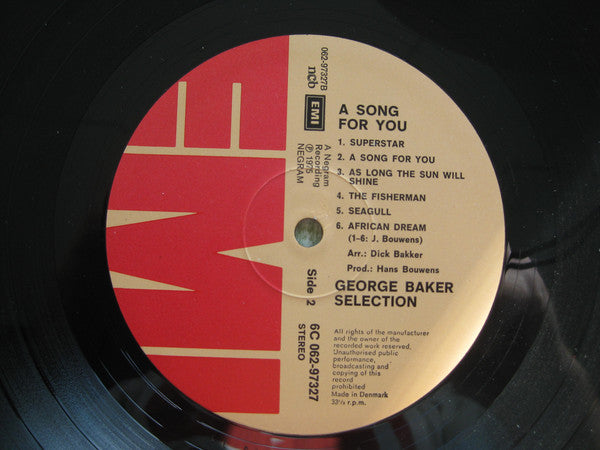 A SONG
FOR YOU
1. SUPERSTAR
2. A SONG FOR YOU
3. AS LONG THE SUN WILL
SHINE
4. THE FISHERMAN
5. SEAGULL
6. AFRICAN DREAM
(1-6: J. Bouwens)
Arr.: Dick Bakker
Prod.: Hans Bouwens
GEORGE BAKER
SELECTION
All rights of the manufacturer
and the owner of the
recorded work reserved.
Unauthorised public
performance,
broadcasting and
copying of this
record
prohibited
Made in Denmark
33⅓ r.p.m.
062-97327B
ncb
EMI
A Negram
Recording
℗ 1975
NEGRAM
Side 2
6C 062-97327
STEREO
EMI